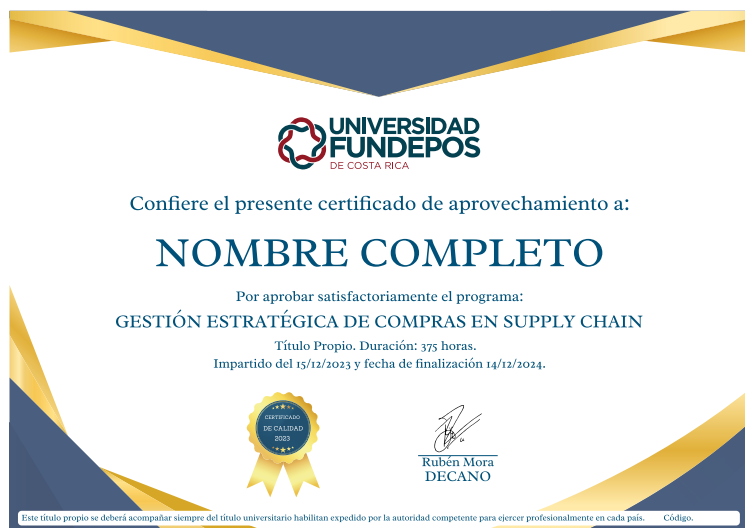 UNIVERSIDAD
FUNDEPOS
DE COSTA RICA
Confiere el presente certificado de aprovechamiento a:
NOMBRE COMPLETO
Por aprobar satisfactoriamente el programa:
GESTIÓN ESTRATÉGICA DE COMPRAS EN SUPPLY CHAIN
Título Propio. Duración: 375 horas.
Impartido del 15/12/2023 y fecha de finalización 14/12/2024.
CERTIFICADO
DE CALIDAD
2023
Rubén Mora
DECANO
Este título propio se deberá acompañar siempre del título universitario habilitan expedido por la autoridad competente para ejercer profesionalmente en cada país. Código.